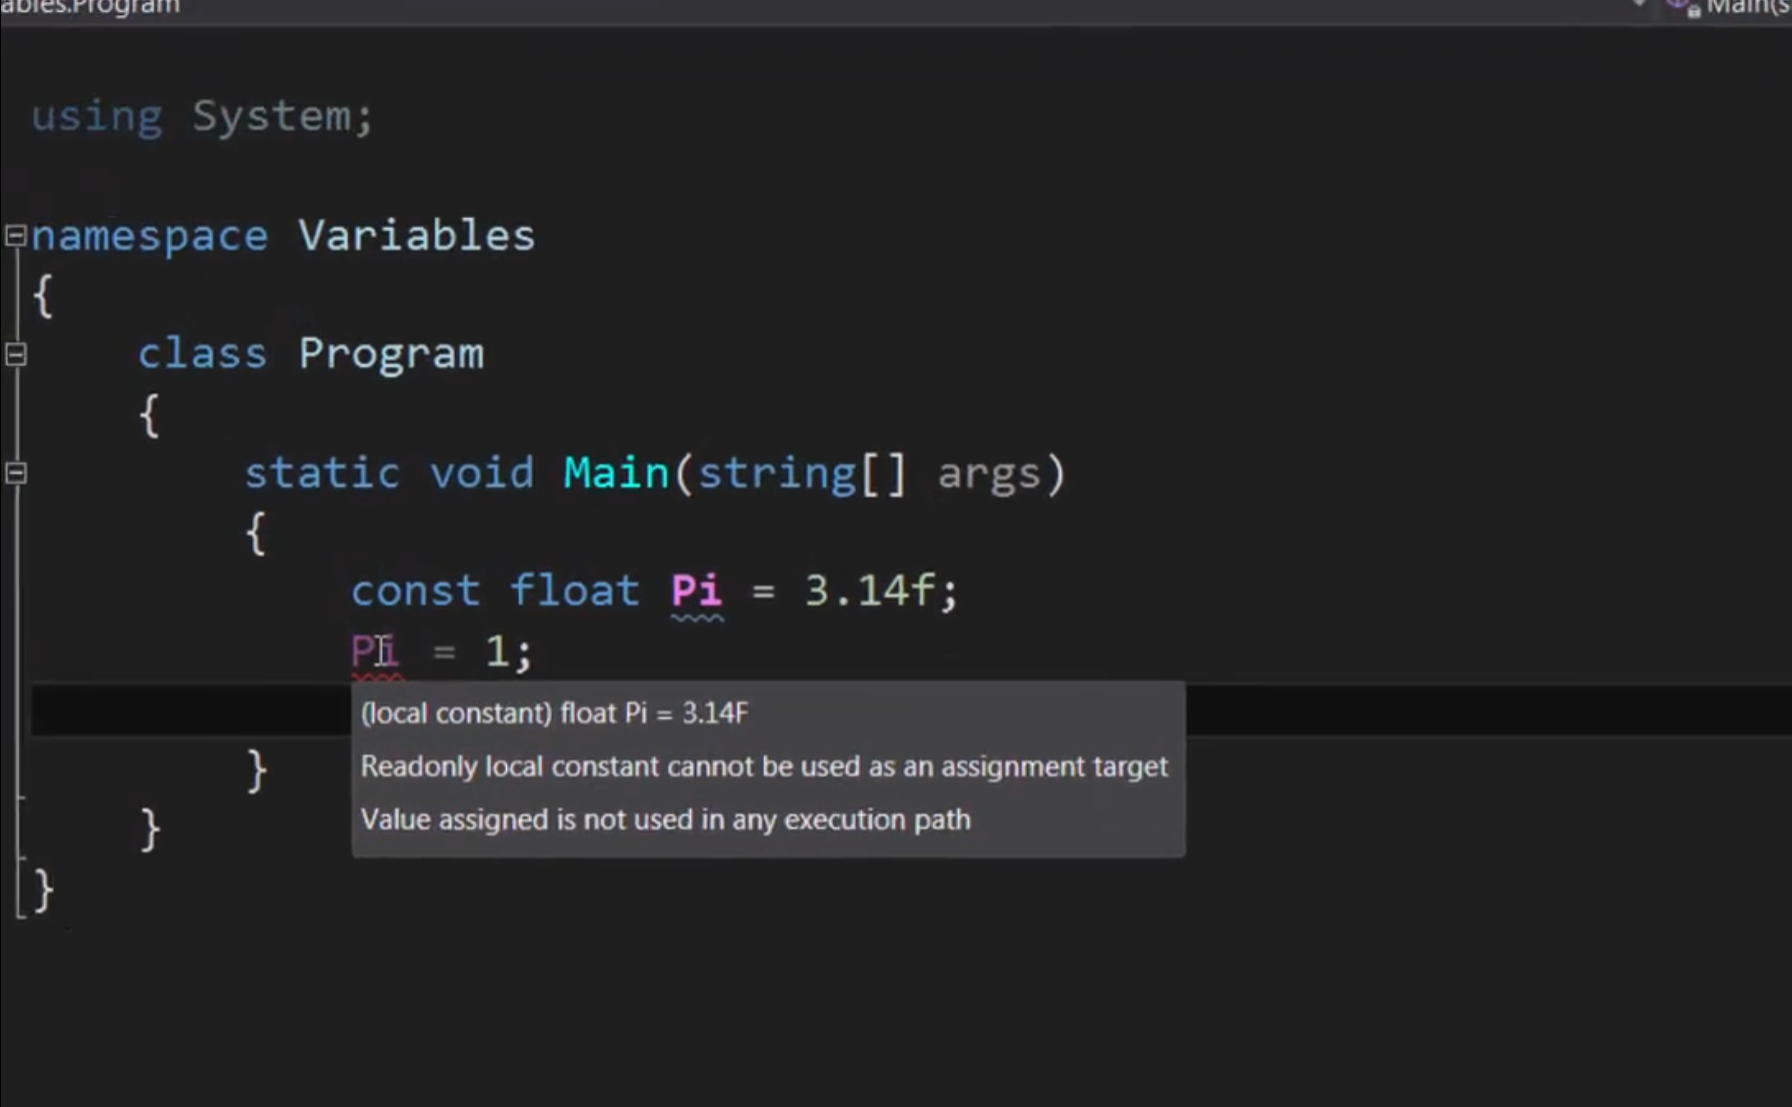 ables.Program Main(s
using System;
namespace Variables
{
class Program
{
static void Main(string[] args)
{
const float Pi = 3.14f;
Pi = 1;
(local constant) float Pi = 3.14F
Readonly local constant cannot be used as an assignment target
Value assigned is not used in any execution path
}
}
}